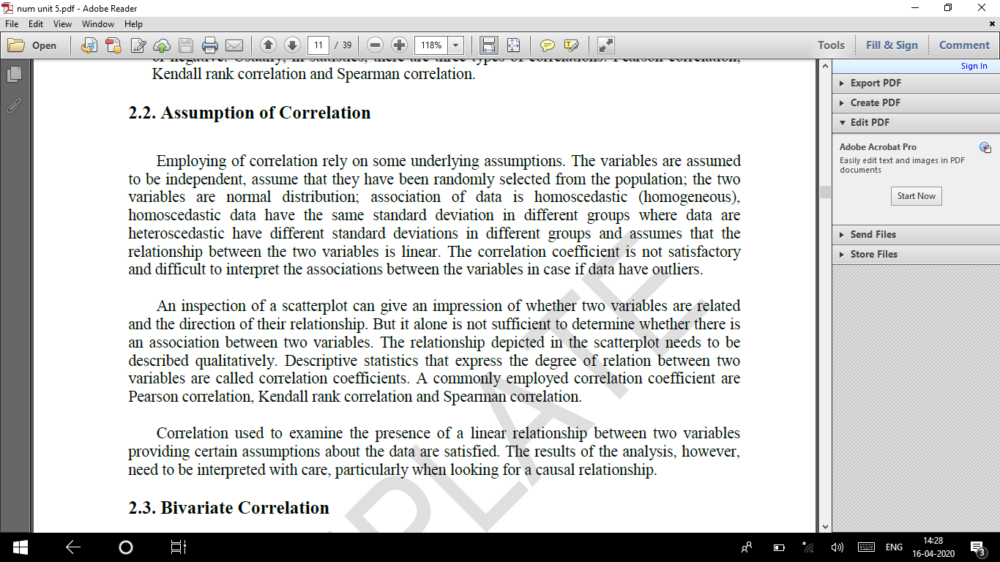 num unit 5.pdf - Adobe Reader
File Edit View Window Help
Open 11 / 39 118% Tools Fill & Sign Comment
Sign In
Kendall rank correlation and Spearman correlation.
2.2. Assumption of Correlation
Employing of correlation rely on some underlying assumptions. The variables are assumed
to be independent, assume that they have been randomly selected from the population; the two
variables are normal distribution; association of data is homoscedastic (homogeneous),
homoscedastic data have the same standard deviation in different groups where data are
heteroscedastic have different standard deviations in different groups and assumes that the
relationship between the two variables is linear. The correlation coefficient is not satisfactory
and difficult to interpret the associations between the variables in case if data have outliers.
An inspection of a scatterplot can give an impression of whether two variables are related
and the direction of their relationship. But it alone is not sufficient to determine whether there is
an association between two variables. The relationship depicted in the scatterplot needs to be
described qualitatively. Descriptive statistics that express the degree of relation between two
variables are called correlation coefficients. A commonly employed correlation coefficient are
Pearson correlation, Kendall rank correlation and Spearman correlation.
Correlation used to examine the presence of a linear relationship between two variables
providing certain assumptions about the data are satisfied. The results of the analysis, however,
need to be interpreted with care, particularly when looking for a causal relationship.
2.3. Bivariate Correlation
PLATE
Export PDF
Create PDF
Edit PDF
Adobe Acrobat Pro
Easily edit text and images in PDF
documents
Start Now
Send Files
Store Files
ENG
14:28
16-04-2020
3